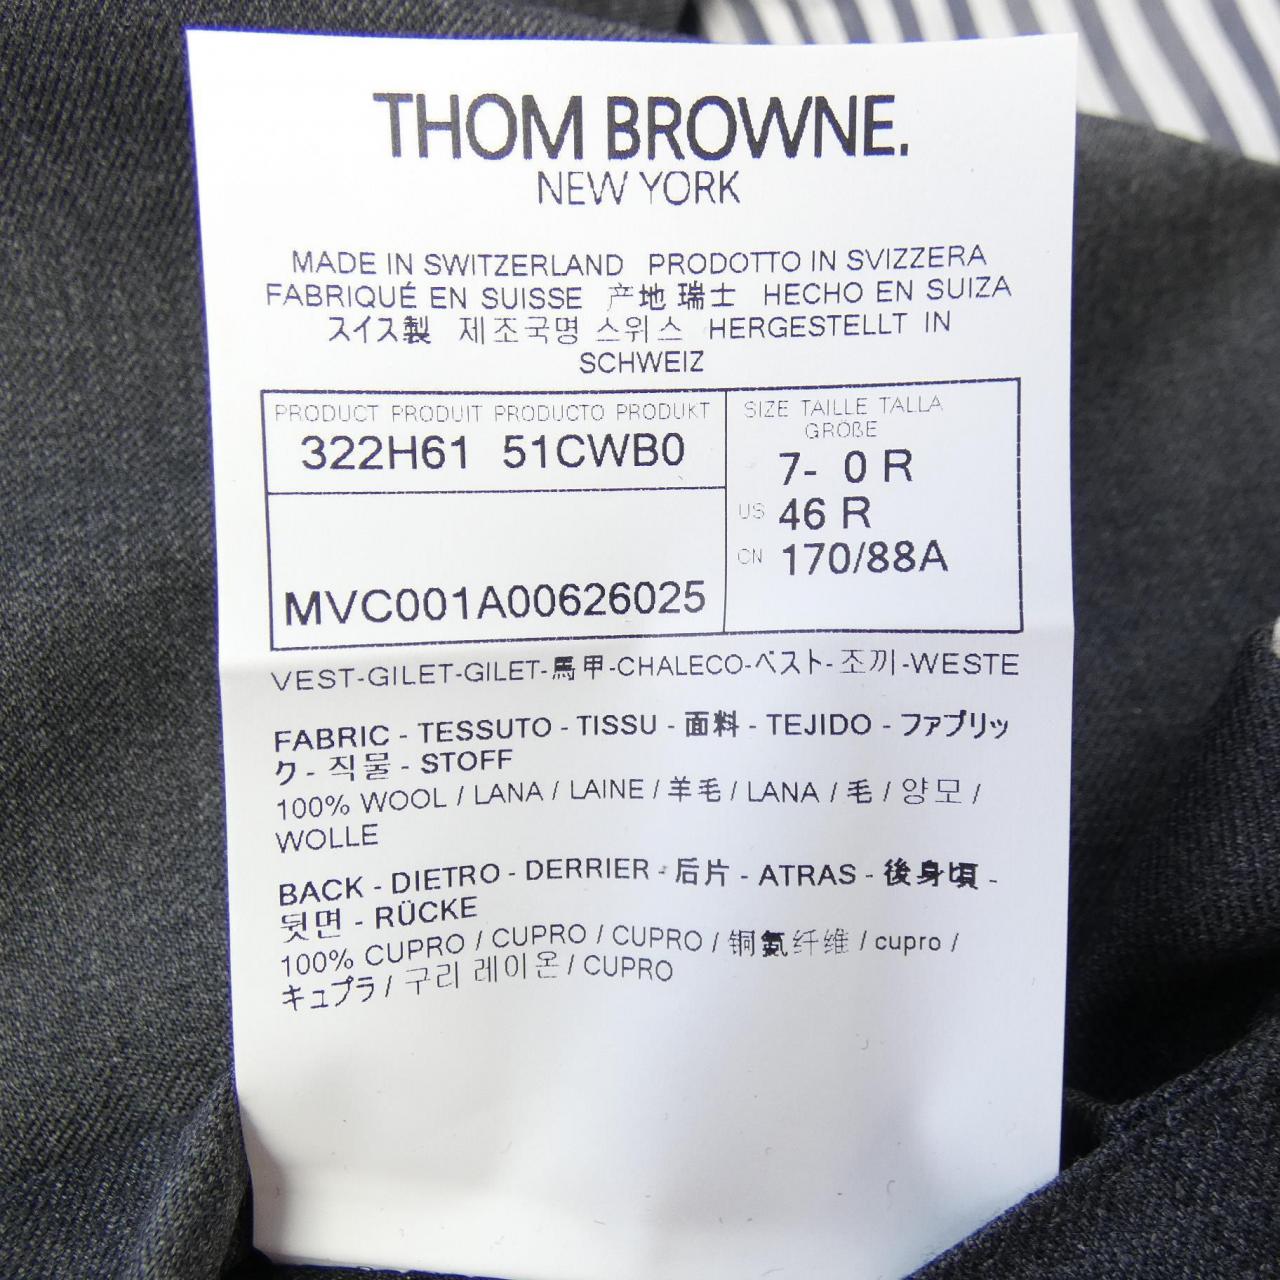 THOM BROWNE.
NEW YORK
MADE IN SWITZERLAND PRODOTTO IN SVIZZERA
FABRIQUÉ EN SUISSE 产地 瑞士 HECHO EN SUIZA
スイス製 제조국명 스위스 HERGESTELLT IN
SCHWEIZ
PRODUCT PRODUIT PRODUCTO PRODUKT
322H61 51CWB0
MVC001A00626025
SIZE TAILLE TALLA
GRÖßE
7- 0 R
US 46 R
CN 170/88A
VEST-GILET-GILET-馬甲-CHALECO-ベスト-조끼-WESTE
FABRIC - TESSUTO - TISSU - 面料 - TEJIDO - ファブリッ
ク - 직물 - STOFF
100% WOOL / LANA / LAINE / 羊毛 / LANA / 毛 / 양모 /
WOLLE
BACK - DIETRO - DERRIER - 后片 - ATRAS - 後身頃 -
뒷면 - RÜCKE
100% CUPRO / CUPRO / CUPRO / 铜氨纤维 / cupro /
キュプラ / 구리 레이온 / CUPRO